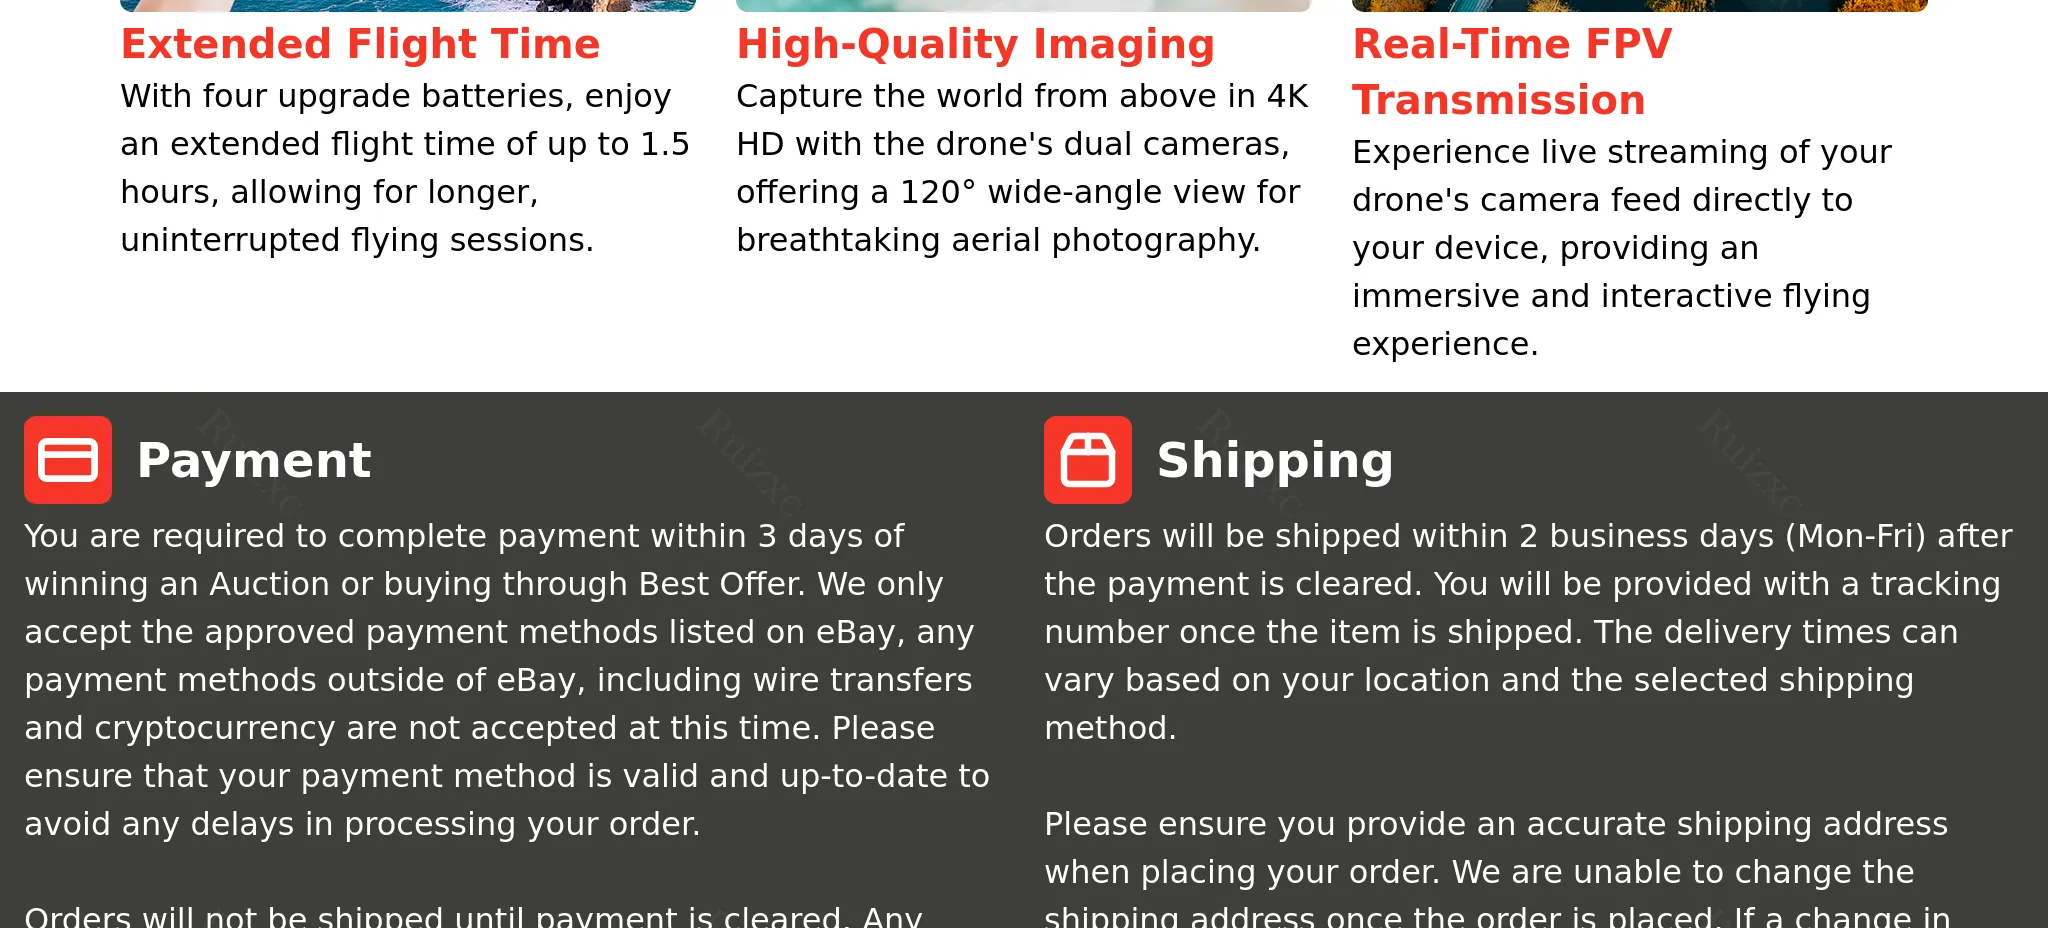 Extended Flight Time
With four upgrade batteries, enjoy
an extended flight time of up to 1.5
hours, allowing for longer,
uninterrupted flying sessions.
High-Quality Imaging
Capture the world from above in 4K
HD with the drone's dual cameras,
offering a 120° wide-angle view for
breathtaking aerial photography.
Real-Time FPV
Transmission
Experience live streaming of your
drone's camera feed directly to
your device, providing an
immersive and interactive flying
experience.
Payment
You are required to complete payment within 3 days of
winning an Auction or buying through Best Offer. We only
accept the approved payment methods listed on eBay, any
payment methods outside of eBay, including wire transfers
and cryptocurrency are not accepted at this time. Please
ensure that your payment method is valid and up-to-date to
avoid any delays in processing your order.
Orders will not be shipped until payment is cleared. Any
Shipping
Orders will be shipped within 2 business days (Mon-Fri) after
the payment is cleared. You will be provided with a tracking
number once the item is shipped. The delivery times can
vary based on your location and the selected shipping
method.
Please ensure you provide an accurate shipping address
when placing your order. We are unable to change the
shipping address once the order is placed. If a change in
Ruizxc
Ruizxc
Ruizxc
Ruizxc